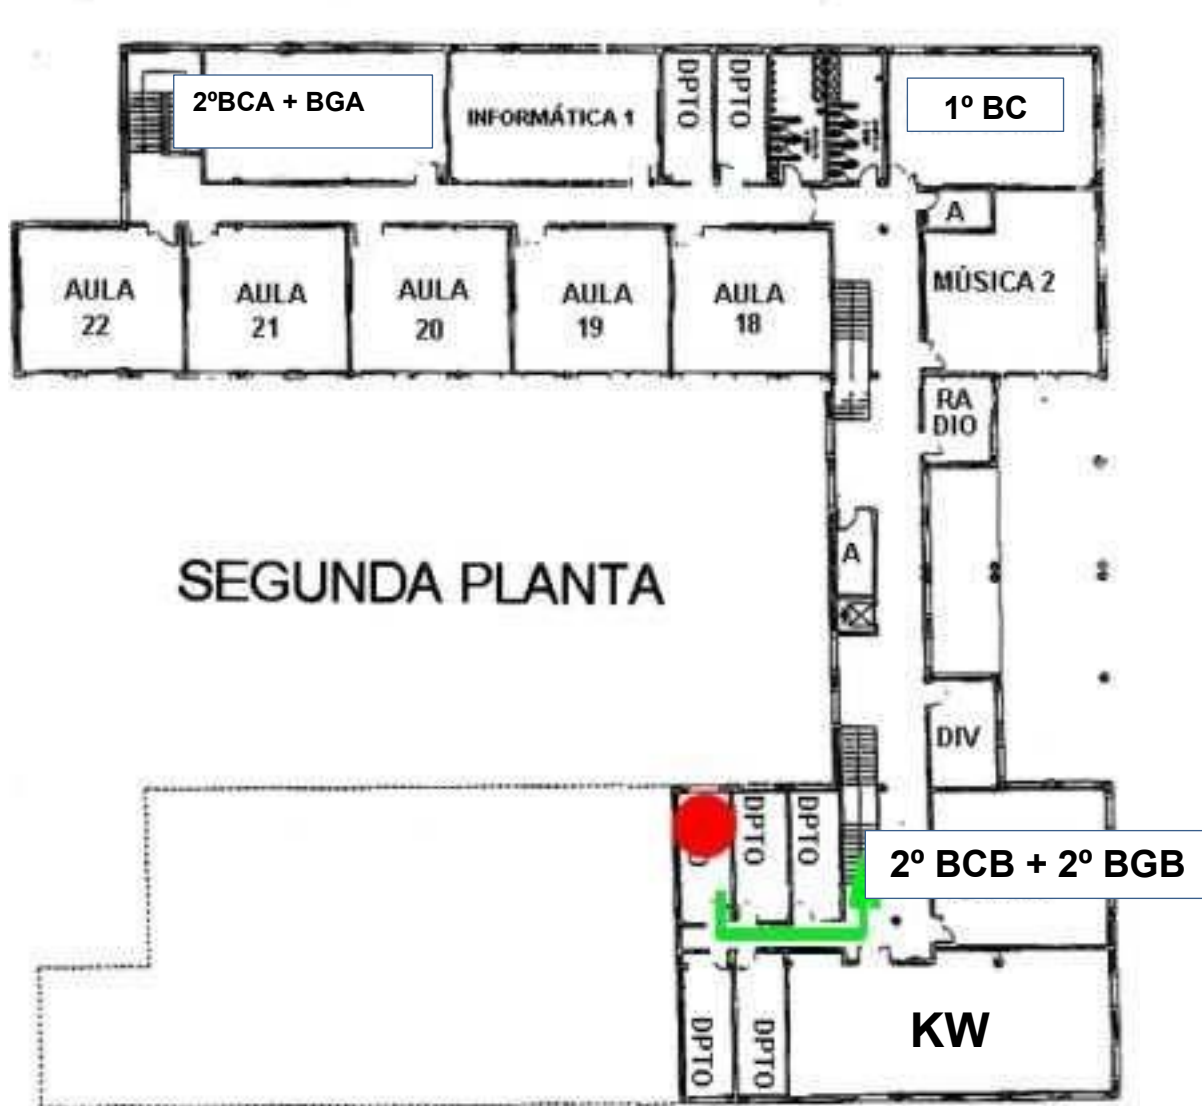 2ºBCA + BGA
INFORMÁTICA 1
DPTO
DPTO
1º BC
A
MÚSICA 2
AULA
22
AULA
21
AULA
20
AULA
19
AULA
18
RA
DIO
A
SEGUNDA PLANTA
DIV
DPTO
DPTO
2º BCB + 2º BGB
DPTO
DPTO
KW